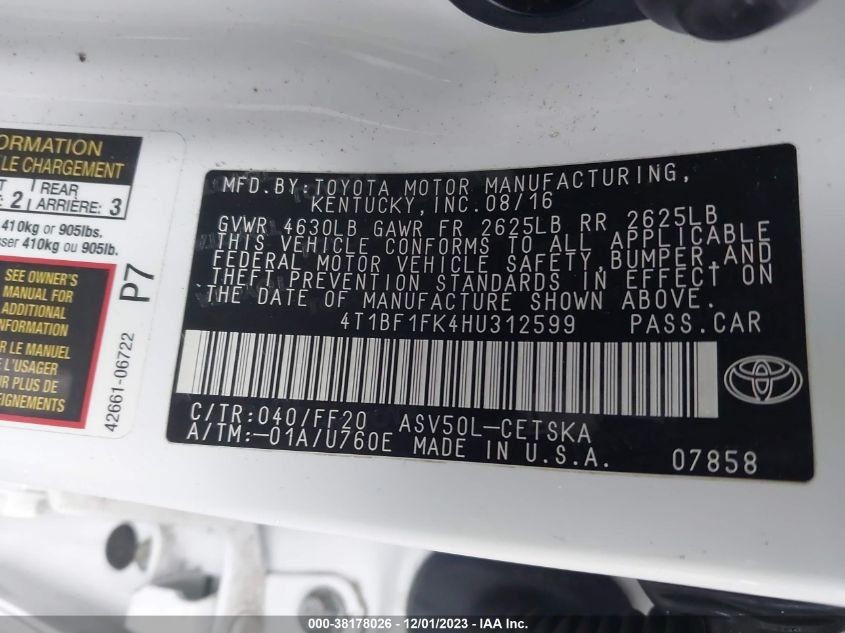 ORMATION
LE CHARGEMENT
REAR
: 2 ARRIÈRE: 3
410kg or 905lbs.
sser 410kg ou 905lb.
SEE OWNER'S
MANUAL FOR
ADDITIONAL
INFORMATION
R LE MANUEL
E L'USAGER
UR PLUS DE
EIGNEMENTS
P7
42661-06722
MFD.BY:TOYOTA MOTOR MANUFACTURING,
KENTUCKY, INC.08/16
GVWR 4630LB GAWR FR 2625LB RR 2625LB
THIS VEHICLE CONFORMS TO ALL APPLICABLE
FEDERAL MOTOR VEHICLE SAFETY,BUMPER,AND
THEFT PREVENTION STANDARDS IN EFFECT ON
THE DATE OF MANUFACTURE SHOWN ABOVE.
4T1BF1FK4HU312599 PASS.CAR
C/TR:040/FF20 ASV50L-CETSKA
A/TM:-01A/U760E MADE IN U.S.A.
07858
000-38178026 - 12/01/2023 - IAA Inc.